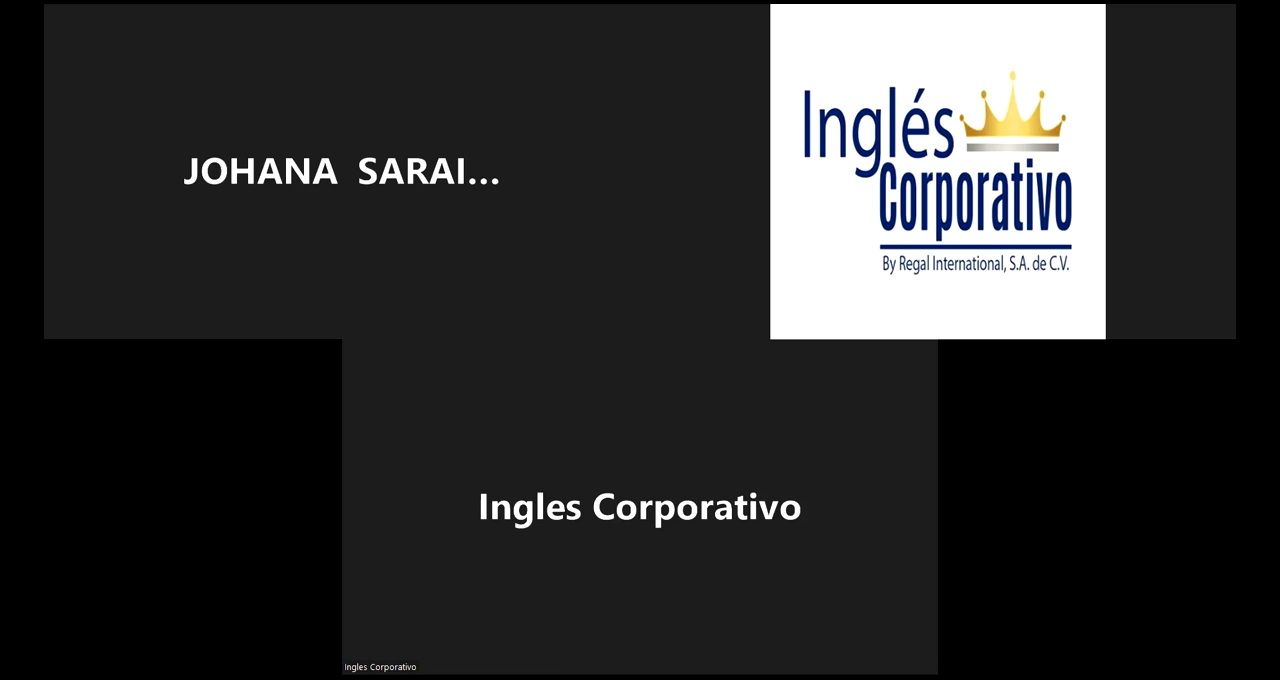 JOHANA  SARAI...
Inglés
Corporativo
By Regal International, S.A. de C.V.
Ingles Corporativo
Ingles Corporativo